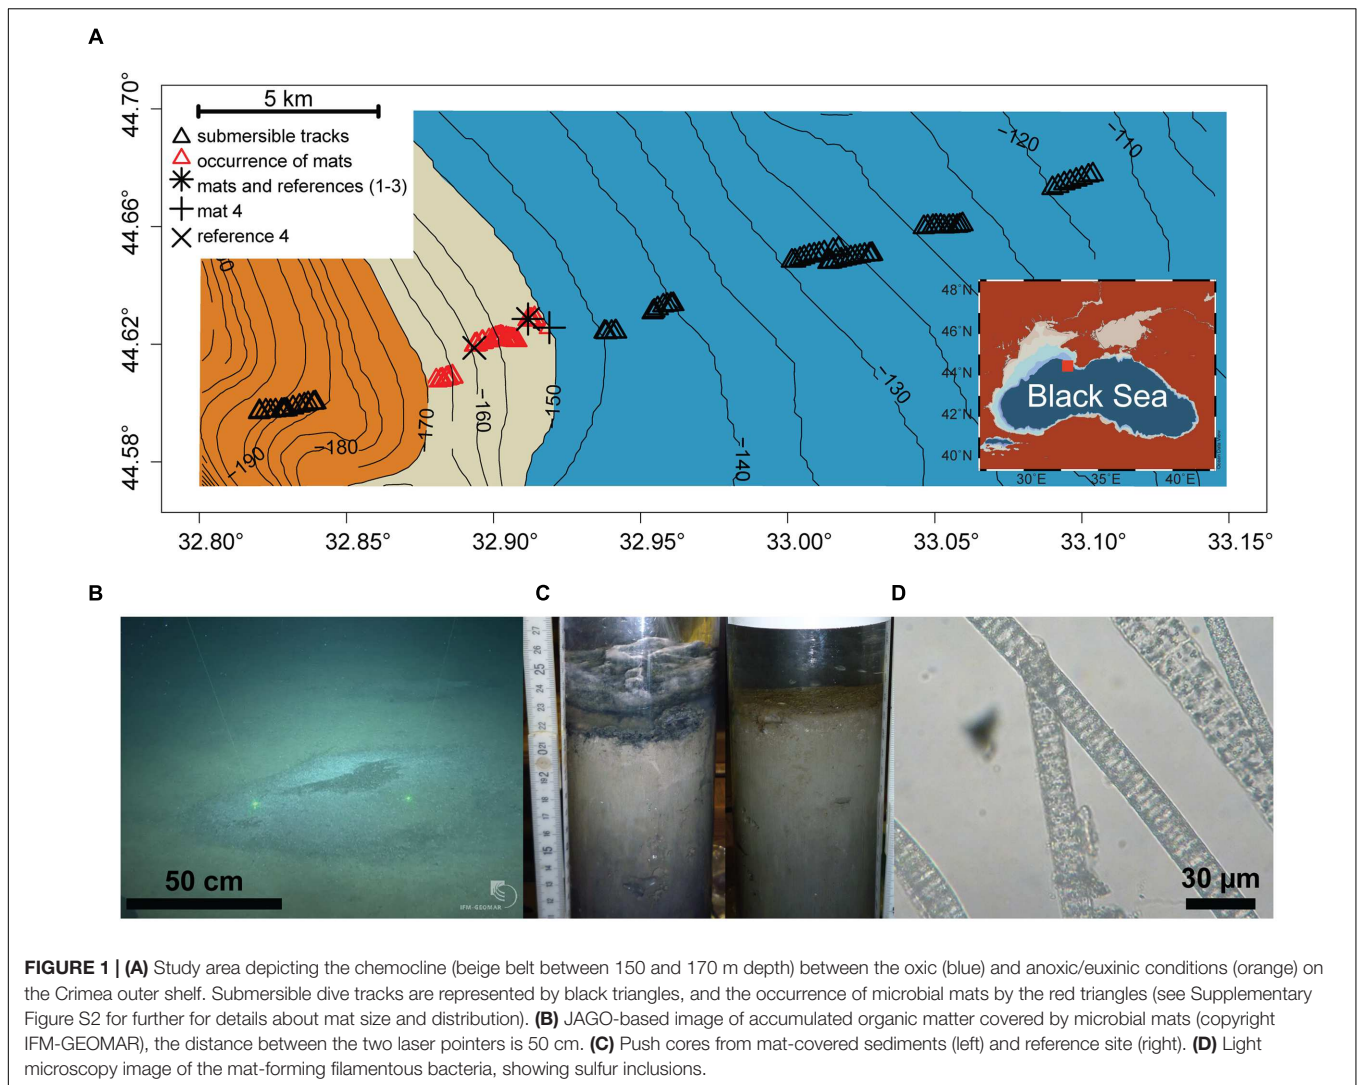 A
44.70°
44.66°
44.62°
44.58°
5 km
submersible tracks
occurrence of mats
mats and references (1-3)
mat 4
reference 4
−120
−110
−190
−180
−170
−160
−150
−140
−130
48˚N
46˚N
44˚N
42˚N
40˚N
Black Sea
30˚E 35˚E 40˚E
32.80° 32.85° 32.90° 32.95° 33.00° 33.05° 33.10° 33.15°
B
50 cm
IFM-GEOMAR
C
27
26
25
24
23
22
D
30 µm
FIGURE 1 | (A) Study area depicting the chemocline (beige belt between 150 and 170 m depth) between the oxic (blue) and anoxic/euxinic conditions (orange) on
the Crimea outer shelf. Submersible dive tracks are represented by black triangles, and the occurrence of microbial mats by the red triangles (see Supplementary
Figure S2 for further for details about mat size and distribution). (B) JAGO-based image of accumulated organic matter covered by microbial mats (copyright
IFM-GEOMAR), the distance between the two laser pointers is 50 cm. (C) Push cores from mat-covered sediments (left) and reference site (right). (D) Light
microscopy image of the mat-forming filamentous bacteria, showing sulfur inclusions.